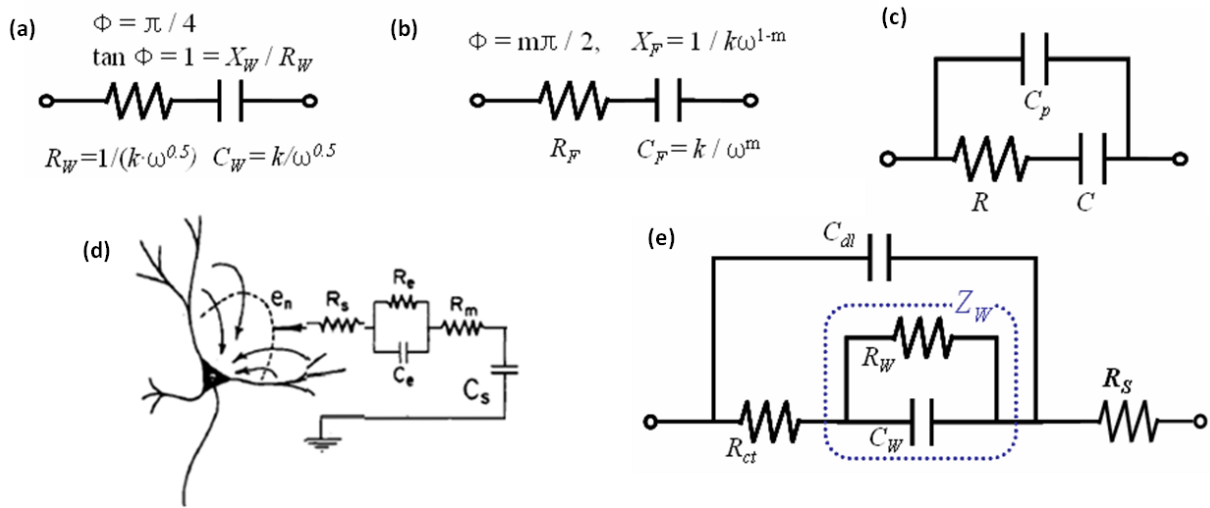 (a)
Φ = π / 4
tan Φ = 1 = X_W / R_W
R_W=1/(k·ω^0.5) C_W = k/ω^0.5
(b)
Φ = mπ / 2, X_F = 1 / kω^1-m
R_F C_F = k / ω^m
(c)
C_p
R C
(d)
e_n
R_s
R_e
C_e
R_m
C_s
(e)
C_dl
Z_W
R_W
C_W
R_ct
R_S